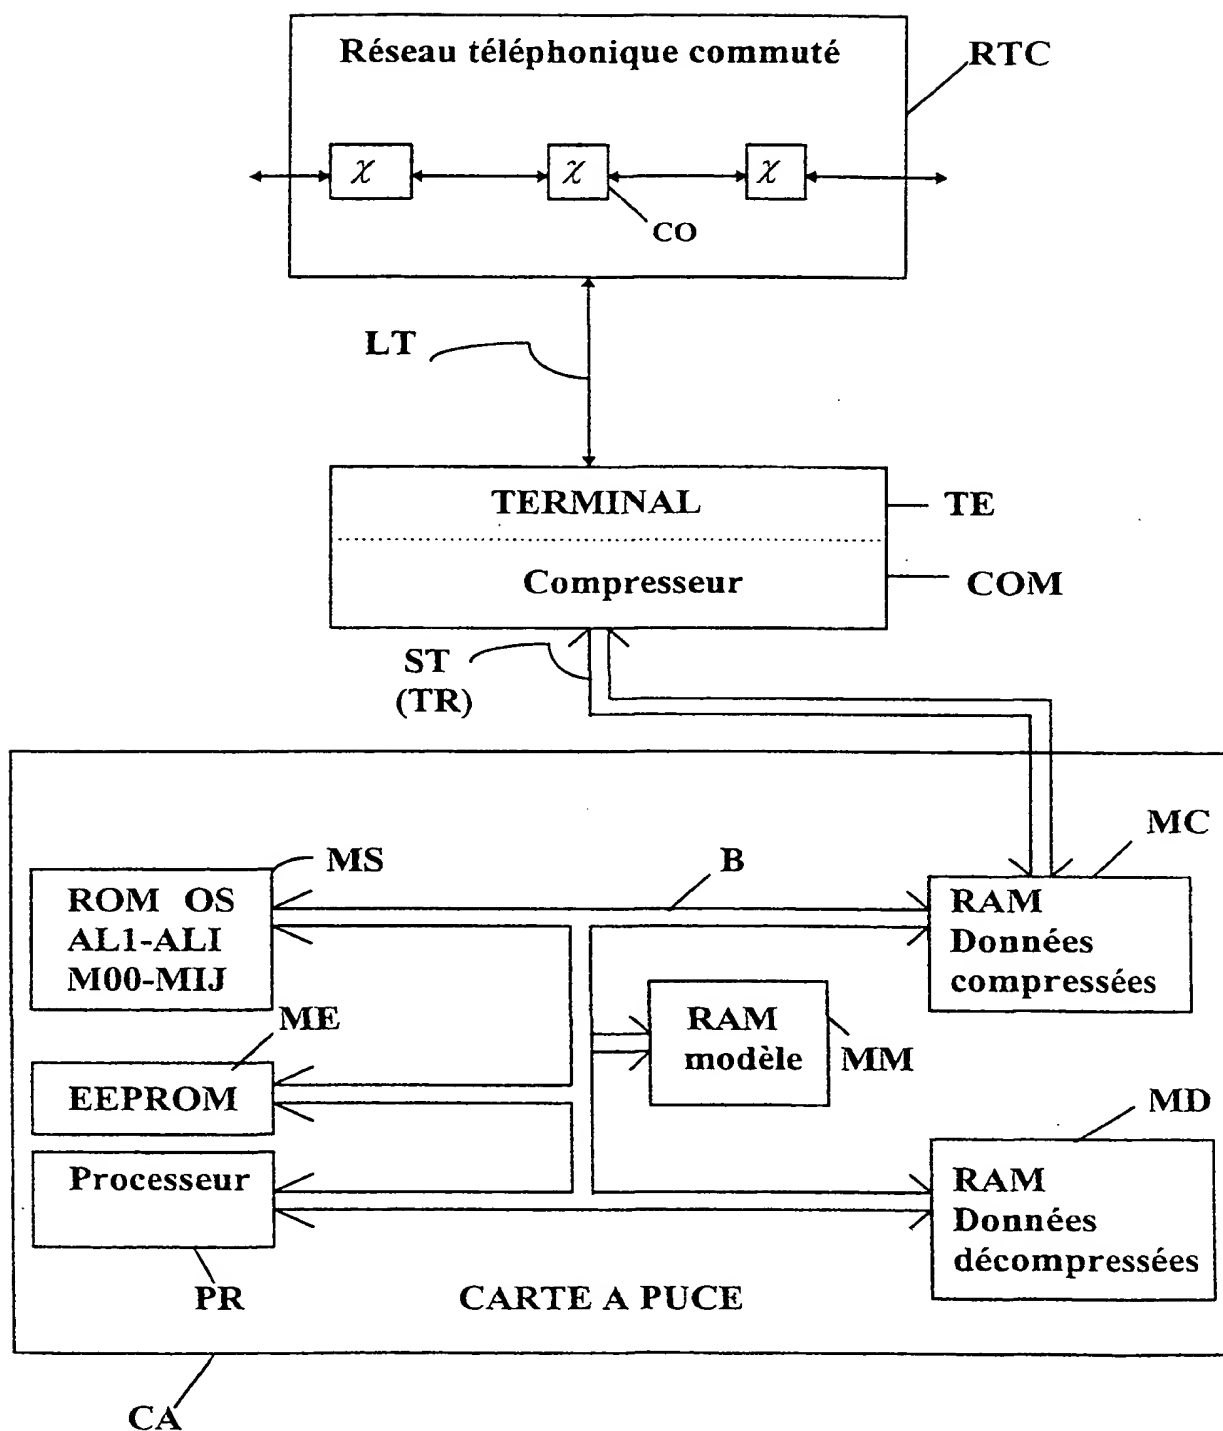 Réseau téléphonique commuté
RTC
χ
χ
χ
CO
LT
TERMINAL
TE
Compresseur
COM
ST
(TR)
MC
MS
B
ROM OS
AL1-ALI
M00-MIJ
RAM
Données
compressées
ME
RAM
modèle
MM
EEPROM
MD
Processeur
RAM
Données
décompressées
PR
CARTE A PUCE
CA